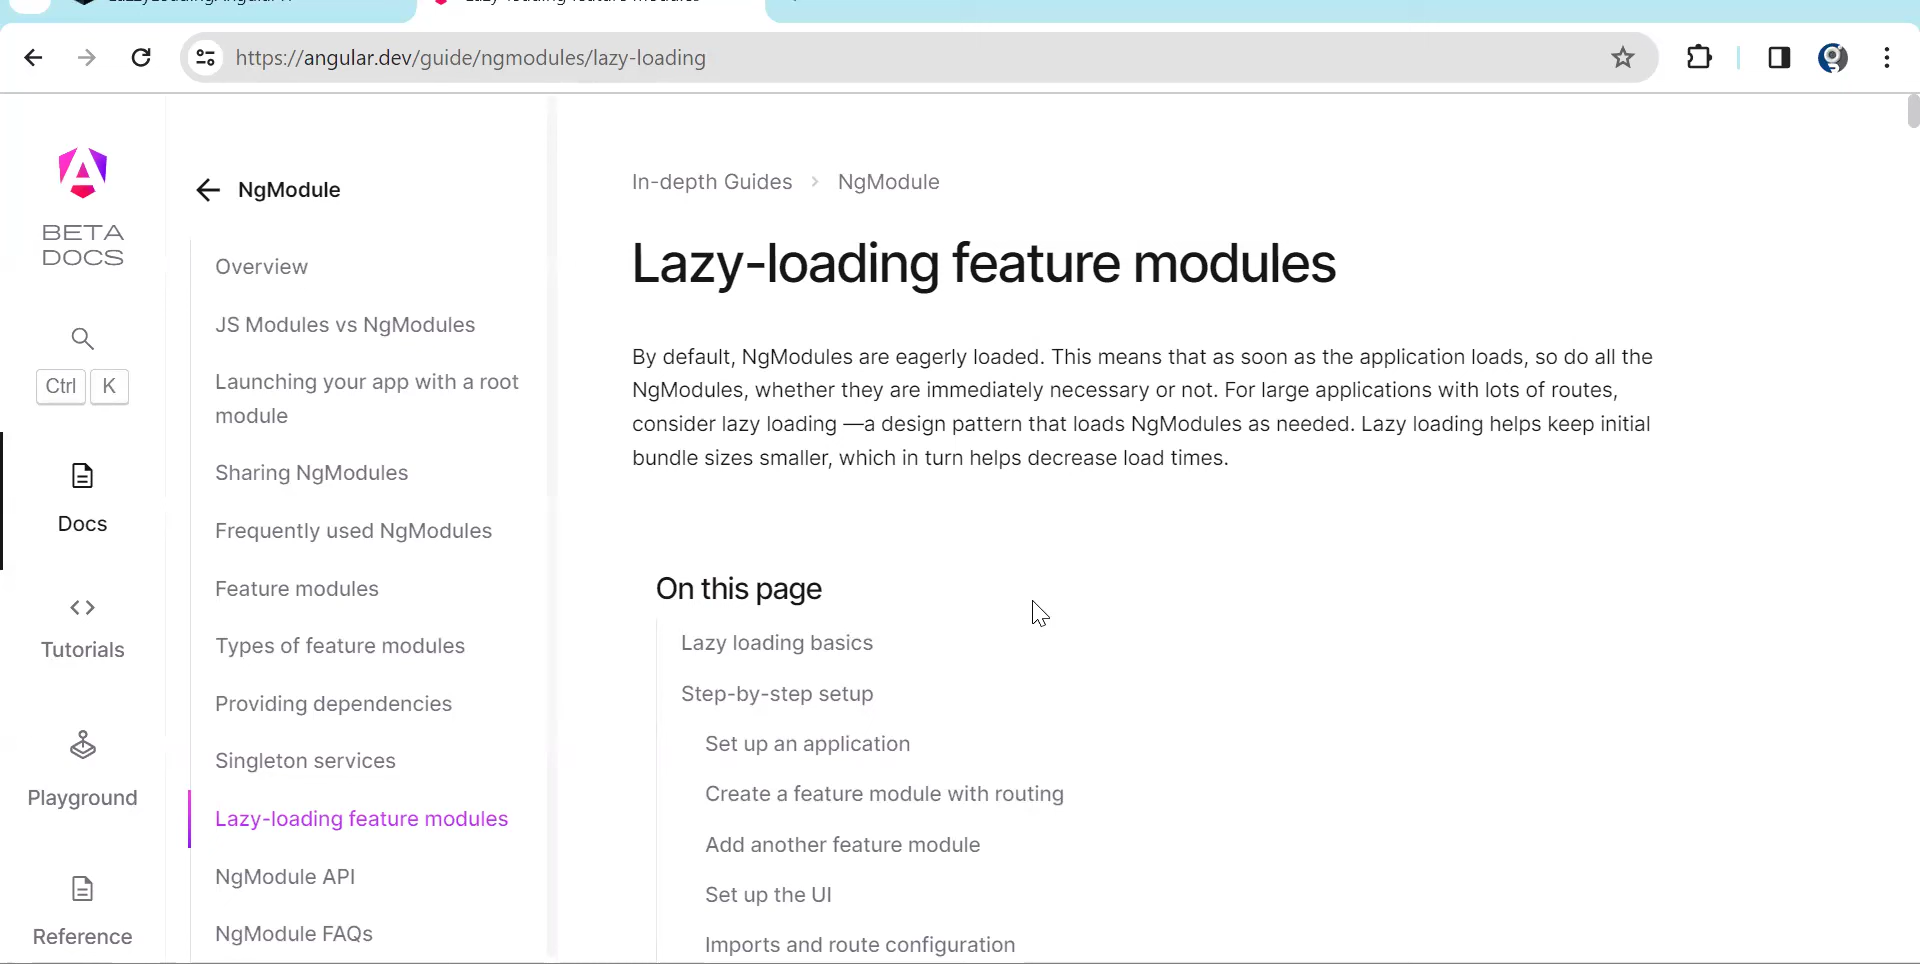 https://angular.dev/guide/ngmodules/lazy-loading
BETA
DOCS
Ctrl K
Docs
Tutorials
Playground
Reference
NgModule
Overview
JS Modules vs NgModules
Launching your app with a root
module
Sharing NgModules
Frequently used NgModules
Feature modules
Types of feature modules
Providing dependencies
Singleton services
Lazy-loading feature modules
NgModule API
NgModule FAQs
In-depth Guides > NgModule
Lazy-loading feature modules
By default, NgModules are eagerly loaded. This means that as soon as the application loads, so do all the
NgModules, whether they are immediately necessary or not. For large applications with lots of routes,
consider lazy loading —a design pattern that loads NgModules as needed. Lazy loading helps keep initial
bundle sizes smaller, which in turn helps decrease load times.
On this page
Lazy loading basics
Step-by-step setup
Set up an application
Create a feature module with routing
Add another feature module
Set up the UI
Imports and route configuration